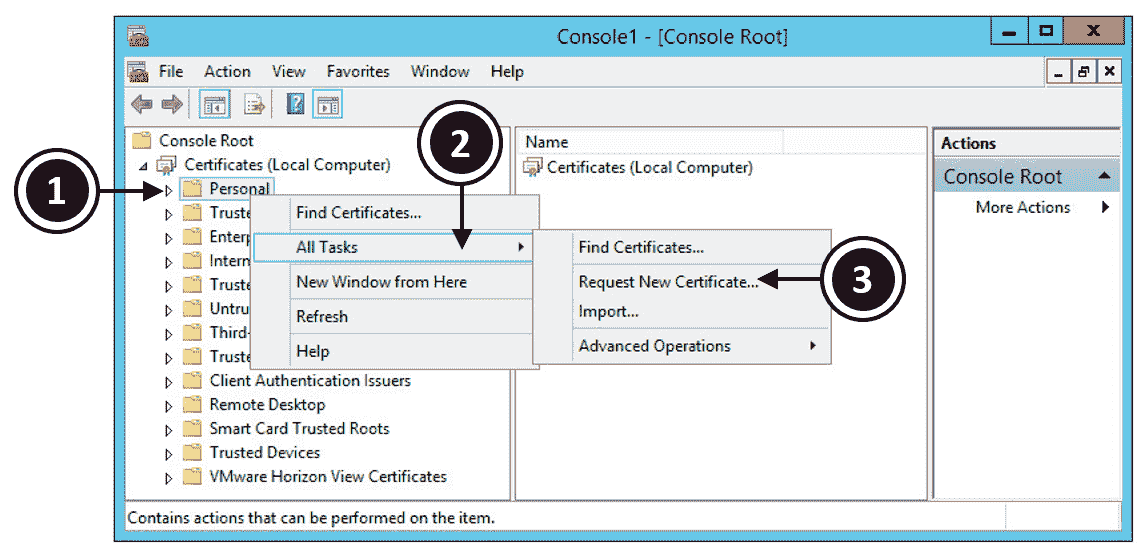 Console1 - [Console Root]
File Action View Favorites Window Help
Console Root
Certificates (Local Computer)
1
Personal
Truste
Enterp
Intern
Truste
Untru
Third-
Truste
Client Authentication Issuers
Remote Desktop
Smart Card Trusted Roots
Trusted Devices
VMware Horizon View Certificates
2
Find Certificates...
All Tasks
New Window from Here
Refresh
Help
Find Certificates...
Request New Certificate...
Import...
Advanced Operations
3
Name
Certificates (Local Computer)
Actions
Console Root
More Actions
Contains actions that can be performed on the item.